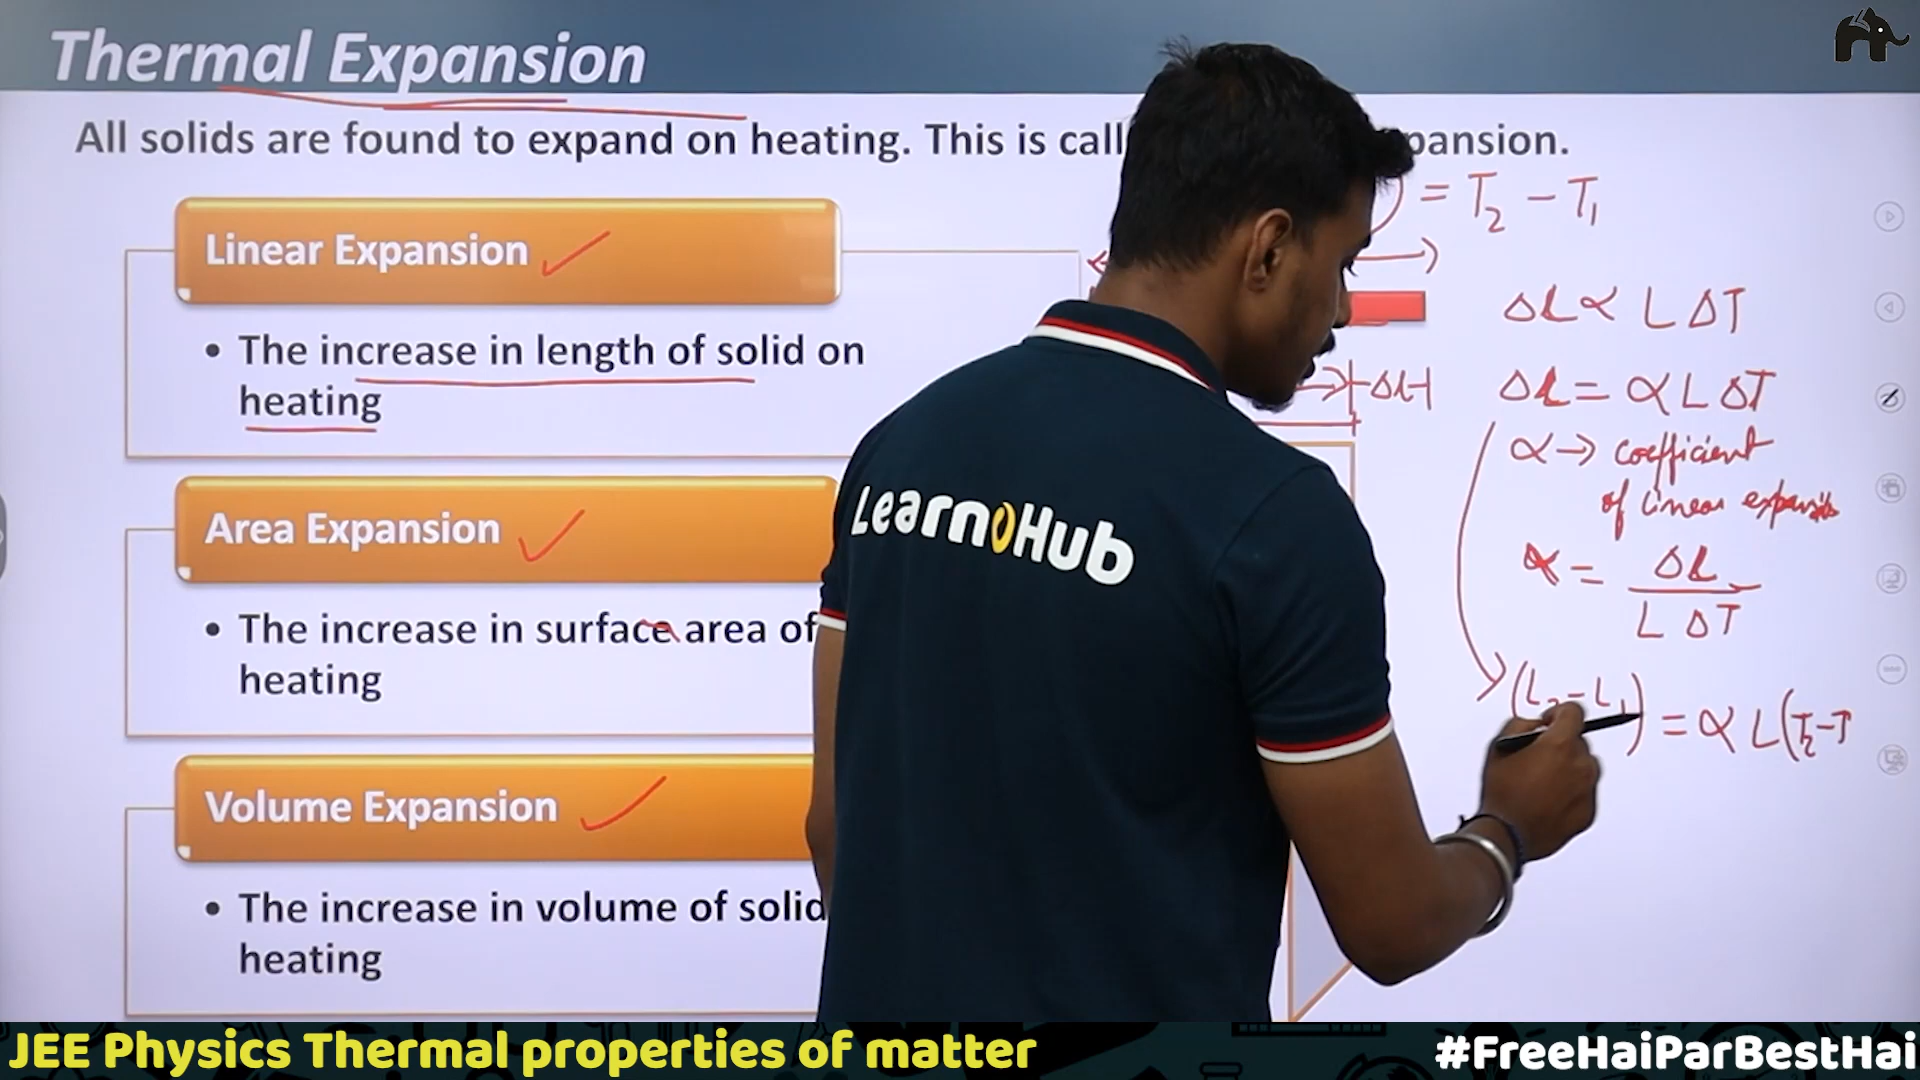 Thermal Expansion
All solids are found to expand on heating. This is call pansion.
= T₂ - T₁
Linear Expansion
• The increase in length of solid on
heating
Δl ∝ L ΔT
Δl
Δl = α L ΔT
α → coefficient
of linear
Area Expansion
• The increase in surface area of
heating
α = Δl
L ΔT
(L₂ - L₁) = α L (T₂ - T
Volume Expansion
• The increase in volume of solid
heating
LearnoHub
JEE Physics Thermal properties of matter
#FreeHaiParBestHai